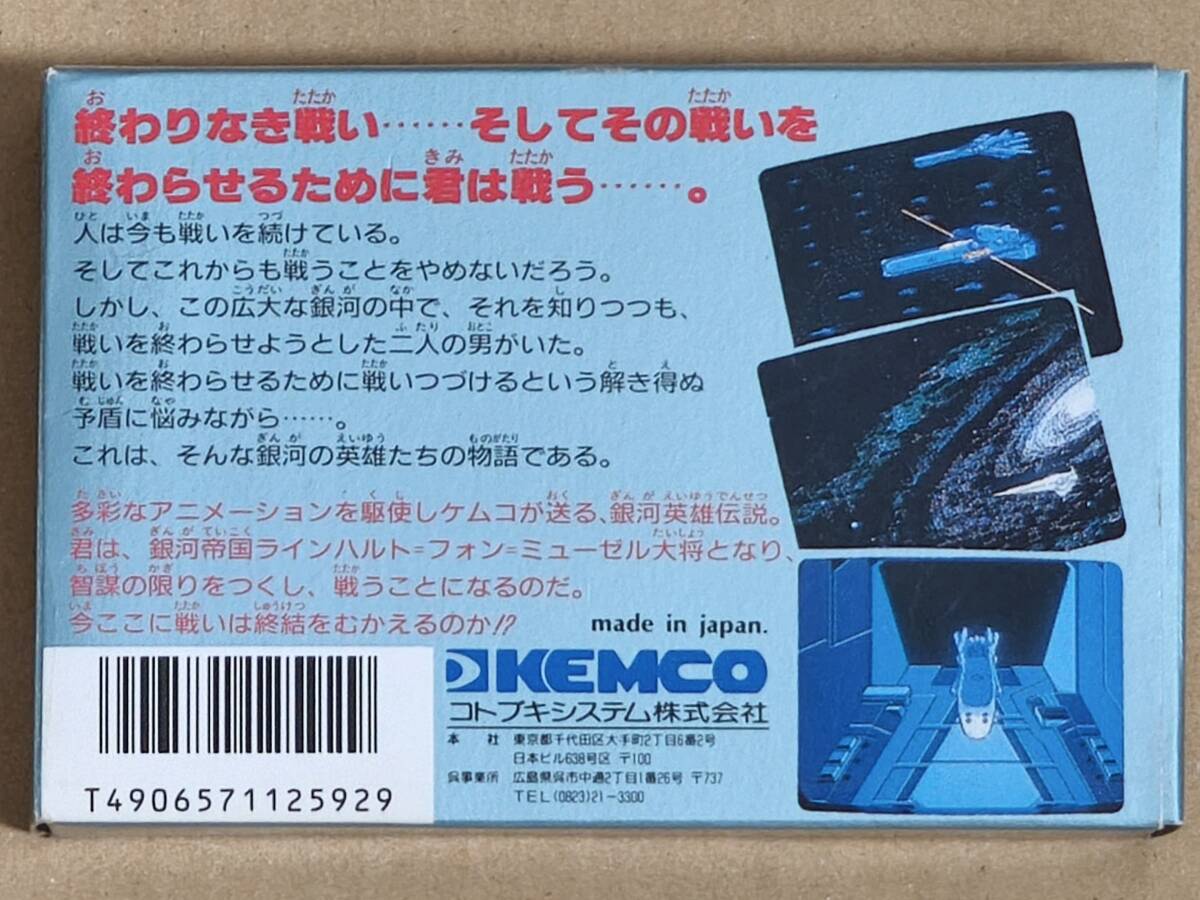 終わりなき戦い……そしてその戦いを
終わらせるために君は戦う……。
人は今も戦いを続けている。
そしてこれからも戦うことをやめないだろう。
しかし、この広大な銀河の中で、それを知りつつも、
戦いを終わらせようとした二人の男がいた。
戦いを終わらせるために戦いつづけるという解き得ぬ
矛盾に悩みながら……。
これは、そんな銀河の英雄たちの物語である。
多彩なアニメーションを駆使しケムコが送る、銀河英雄伝説。
君は、銀河帝国ラインハルト=フォン=ミューゼル大将となり、
智謀の限りをつくし、戦うことになるのだ。
今ここに戦いは終結をむかえるのか!?
made in japan.
KEMCO
コトブキシステム株式会社
本社 東京都千代田区大手町2丁目6番2号
日本ビル638号区 〒100
呉事業所 広島県呉市中通2丁目1番26号 〒737
TEL(0823)21-3300
T4906571125929